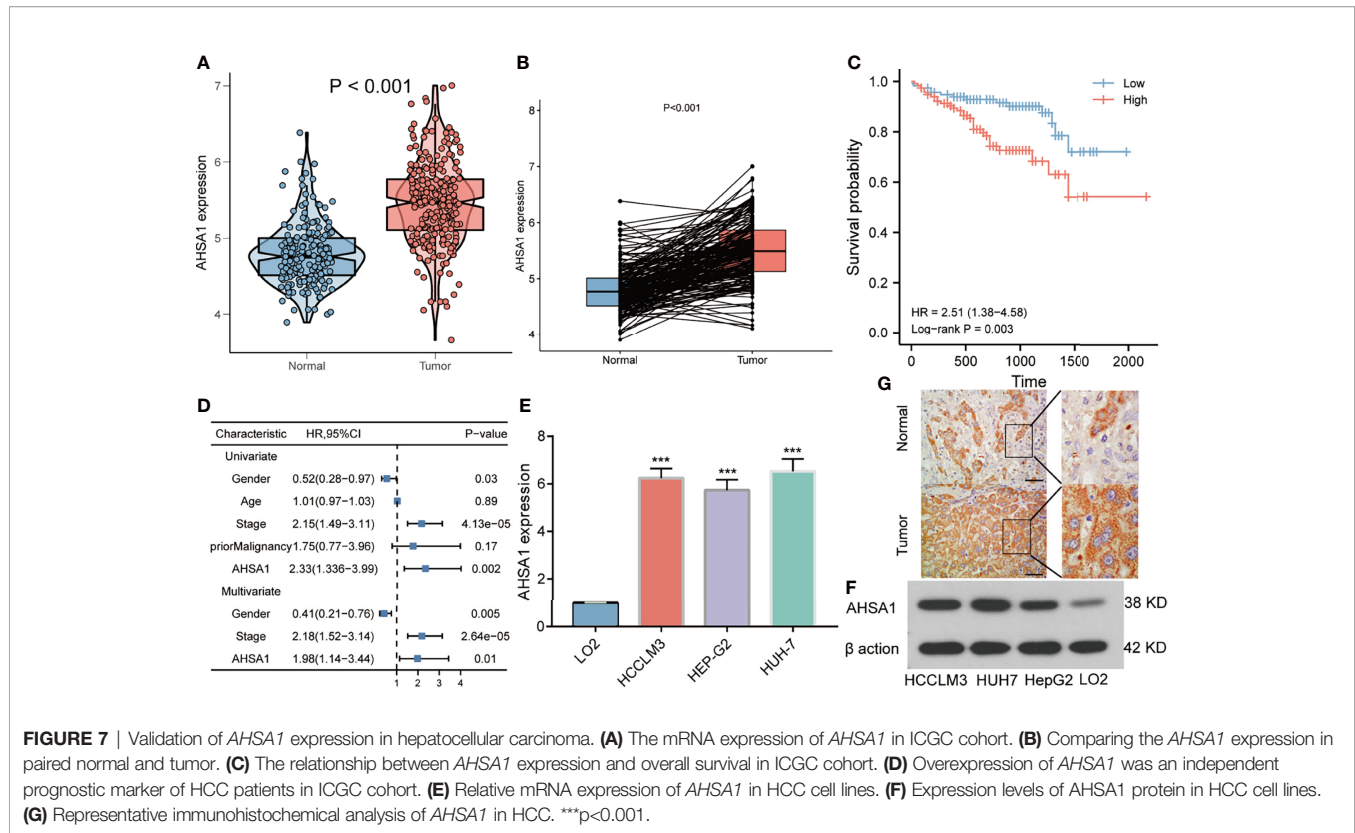 A
P < 0.001
AHSA1 expression
7
6
5
4
Normal
Tumor
B
P<0.001
AHSA1 expression
8
7
6
5
4
Normal
Tumor
C
Low
High
Survival probability
1.0
0.8
0.6
0.4
0.2
0.0
HR = 2.51 (1.38−4.58)
Log−rank P = 0.003
0 500 1000 1500 2000
Time
D
Characteristic HR,95%CI P−value
Univariate
Gender 0.52(0.28−0.97) 0.03
Age 1.01(0.97−1.03) 0.89
Stage 2.15(1.49−3.11) 4.13e−05
priorMalignancy 1.75(0.77−3.96) 0.17
AHSA1 2.33(1.336−3.99) 0.002
Multivariate
Gender 0.41(0.21−0.76) 0.005
Stage 2.18(1.52−3.14) 2.64e−05
AHSA1 1.98(1.14−3.44) 0.01
1 2 3 4
E
AHSA1 expression
8
6
4
2
0
*** *** ***
LO2 HCCLM3 HEP-G2 HUH-7
G
Normal
Tumor
F
AHSA1 38 KD
β action 42 KD
HCCLM3 HUH7 HepG2 LO2
FIGURE 7 | Validation of AHSA1 expression in hepatocellular carcinoma. (A) The mRNA expression of AHSA1 in ICGC cohort. (B) Comparing the AHSA1 expression in
paired normal and tumor. (C) The relationship between AHSA1 expression and overall survival in ICGC cohort. (D) Overexpression of AHSA1 was an independent
prognostic marker of HCC patients in ICGC cohort. (E) Relative mRNA expression of AHSA1 in HCC cell lines. (F) Expression levels of AHSA1 protein in HCC cell lines.
(G) Representative immunohistochemical analysis of AHSA1 in HCC. ***p<0.001.